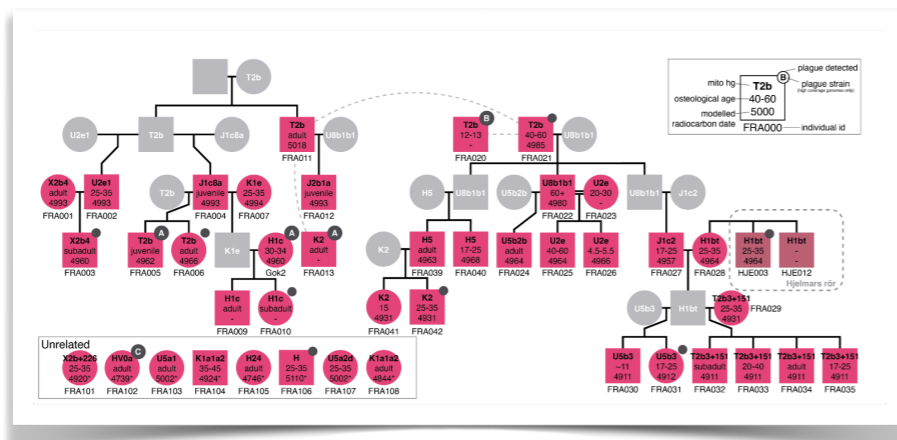 plague detected
B
mito hg
T2b
plague strain
(high coverage genomes only)
osteological age
40-60
modelled
radiocarbon date
5000
FRA000
individual id
T2b
U2e1
T2b
J1c8a
T2b
adult
5018
FRA011
U8b1b1
B
T2b
12-13
-
FRA020
T2b
40-60
4985
FRA021
U8b1b1
X2b4
adult
4993
FRA001
U2e1
25-35
4993
FRA002
T2b
J1c8a
juvenile
4993
FRA004
K1e
25-35
4994
FRA007
J2b1a
juvenile
4993
FRA012
H5
U8b1b1
U5b2b
U8b1b1
60+
4980
FRA022
U2e
20-30
-
FRA023
U8b1b1
J1c2
X2b4
subadult
4960
FRA003
A
T2b
juvenile
4962
FRA005
T2b
adult
4966
FRA006
K1e
A
H1c
30-34
4960
Gok2
A
K2
adult
-
FRA013
K2
H5
adult
4963
FRA039
H5
17-25
4968
FRA040
U5b2b
adult
4964
FRA024
U2e
40-60
4964
FRA025
U2e
4.5-5.5
4966
FRA026
J1c2
17-25
4957
FRA027
H1bt
25-35
4964
FRA028
H1bt
25-35
4964
HJE003
H1bt
-
-
HJE012
Hjelmars rör
H1c
adult
-
FRA009
H1c
subadult
-
FRA010
K2
15
4931
FRA041
K2
25-35
4931
FRA042
U5b3
H1bt
T2b3+151
25-35
4931
FRA029
Unrelated
X2b+226
25-35
4920*
FRA101
C
HV0a
adult
4739*
FRA102
U5a1
adult
5002*
FRA103
K1a1a2
35-45
4924*
FRA104
H24
adult
4746*
FRA105
H
25-35
5110*
FRA106
U5a2d
25-35
5002*
FRA107
K1a1a2
adult
4844*
FRA108
U5b3
~11
4911
FRA030
U5b3
17-25
4912
FRA031
T2b3+151
subadult
4911
FRA032
T2b3+151
20-40
4911
FRA033
T2b3+151
adult
4911
FRA034
T2b3+151
17-25
4911
FRA035